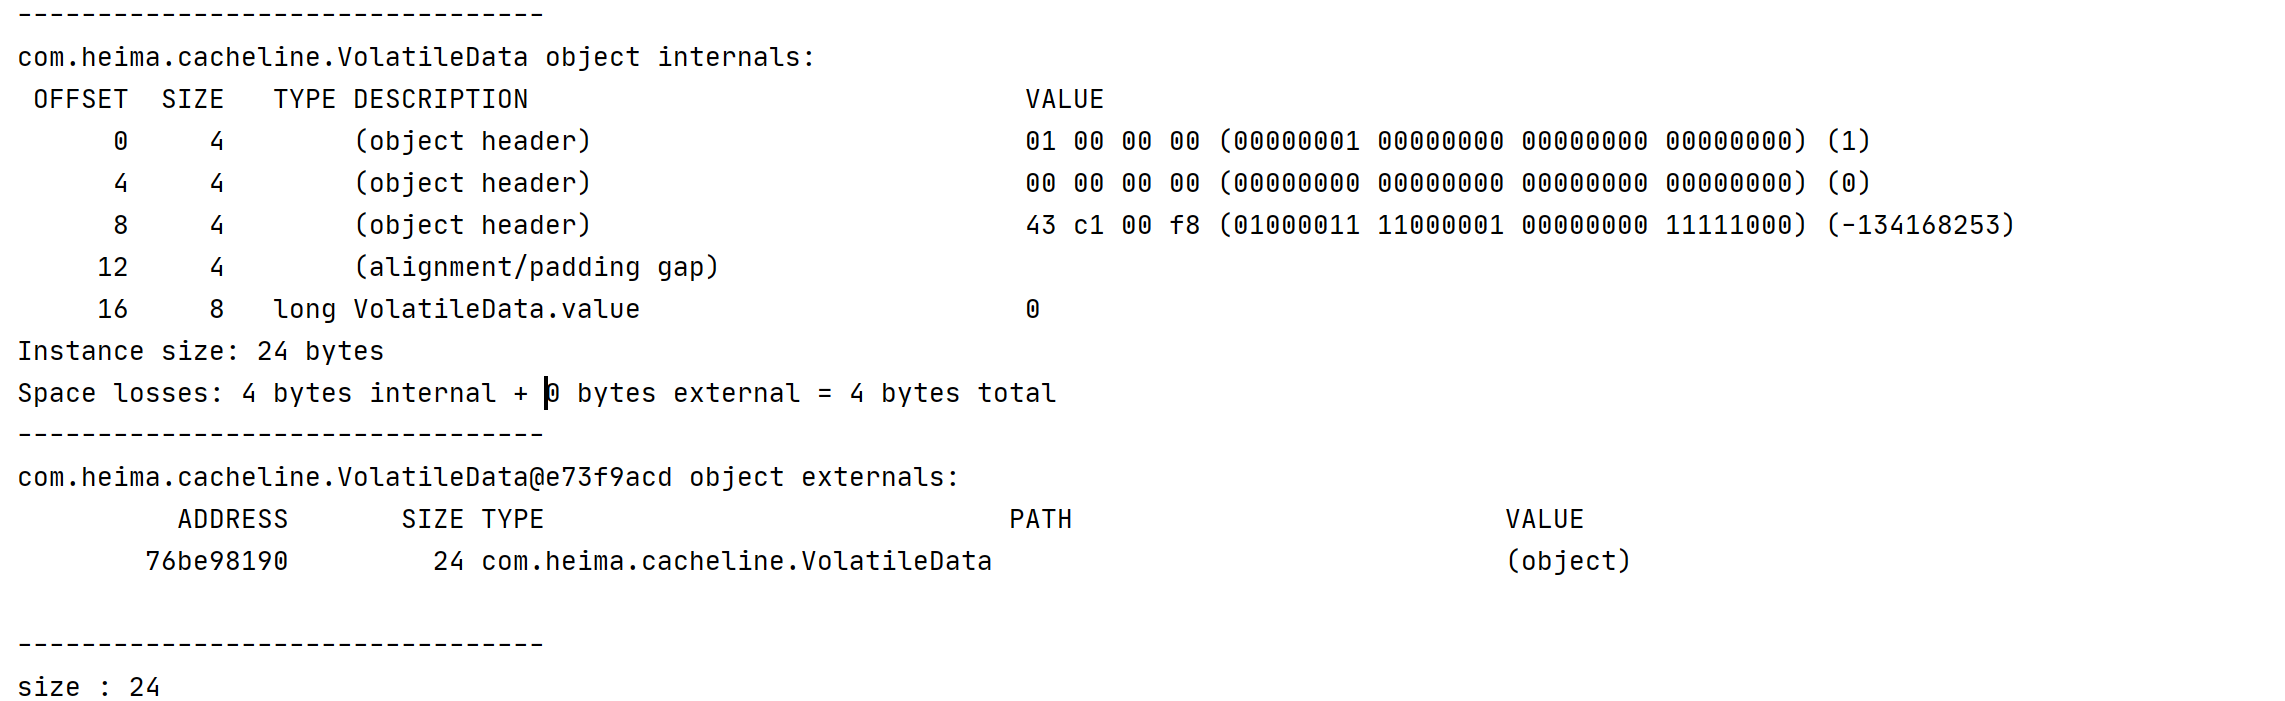 ---------------------------------
com.heima.cacheline.VolatileData object internals:
 OFFSET  SIZE   TYPE DESCRIPTION                               VALUE
      0     4        (object header)                           01 00 00 00 (00000001 00000000 00000000 00000000) (1)
      4     4        (object header)                           00 00 00 00 (00000000 00000000 00000000 00000000) (0)
      8     4        (object header)                           43 c1 00 f8 (01000011 11000001 00000000 11111000) (-134168253)
     12     4        (alignment/padding gap)
     16     8   long VolatileData.value                        0
Instance size: 24 bytes
Space losses: 4 bytes internal + 0 bytes external = 4 bytes total
---------------------------------
com.heima.cacheline.VolatileData@e73f9acd object externals:
          ADDRESS       SIZE TYPE                             PATH                           VALUE
        76be98190         24 com.heima.cacheline.VolatileData                                (object)
---------------------------------
size : 24